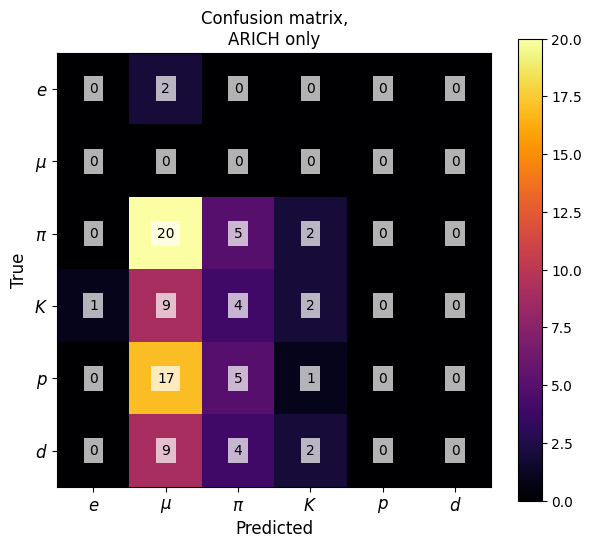 Confusion matrix,
ARICH only
20.0
17.5
15.0
12.5
10.0
7.5
5.0
2.5
0.0
True
e 0 2 0 0 0 0
μ 0 0 0 0 0 0
π 0 20 5 2 0 0
K 1 9 4 2 0 0
p 0 17 5 1 0 0
d 0 9 4 2 0 0
e μ π K p d
Predicted